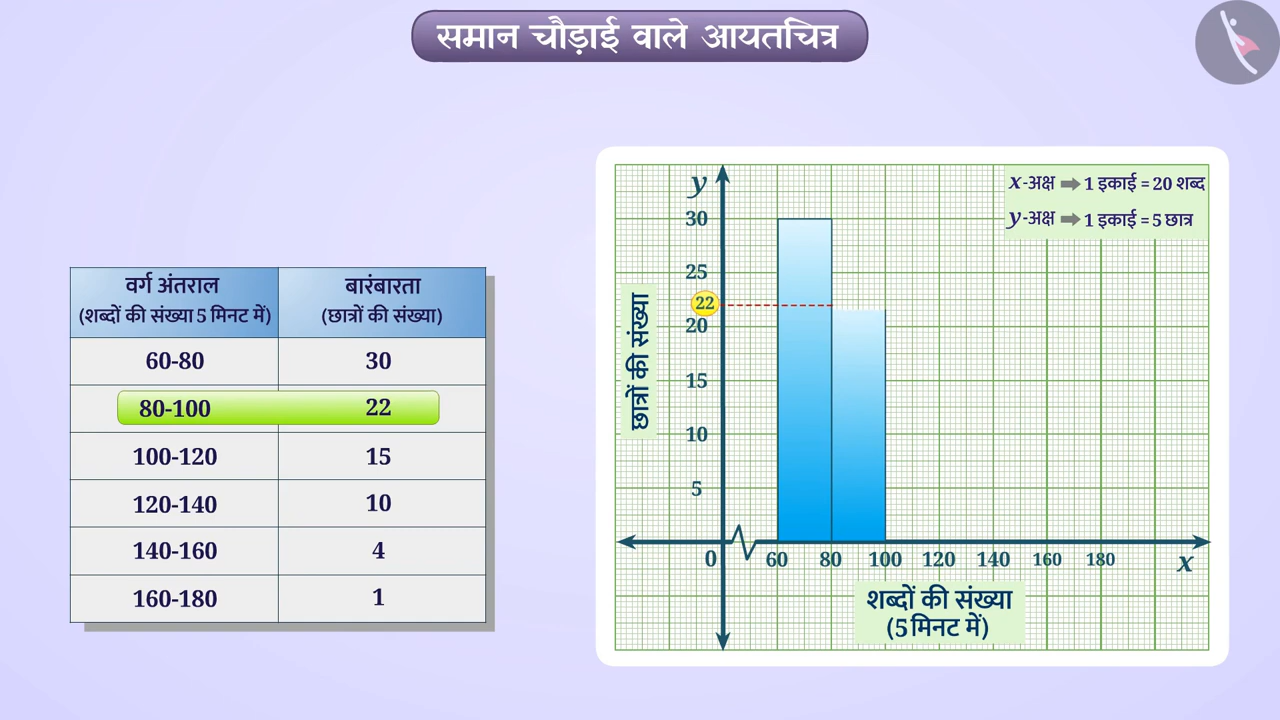 समान चौड़ाई वाले आयतचित्र
वर्ग अंतराल
(शब्दों की संख्या 5 मिनट में)
बारंबारता
(छात्रों की संख्या)
60-80 30
80-100 22
100-120 15
120-140 10
140-160 4
160-180 1
x-अक्ष ➡ 1 इकाई = 20 शब्द
y-अक्ष ➡ 1 इकाई = 5 छात्र
y
30
25
22
20
15
10
5
छात्रों की संख्या
0 60 80 100 120 140 160 180 x
शब्दों की संख्या
(5 मिनट में)